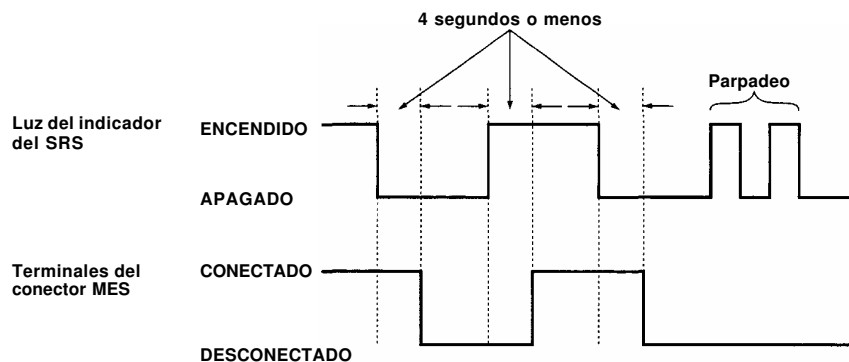 4 segundos o menos
Parpadeo
Luz del indicador
del SRS
ENCENDIDO
APAGADO
Terminales del
conector MES
CONECTADO
DESCONECTADO